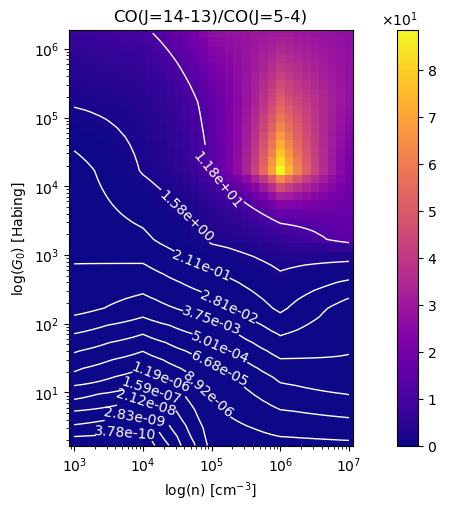 CO(J=14-13)/CO(J=5-4)
×10¹
10⁶
10⁵
10⁴
10³
10²
10¹
log(G₀) [Habing]
1.18e+01
1.58e+00
2.11e-01
2.81e-02
3.75e-03
5.01e-04
6.68e-05
8.92e-06
1.19e-06
1.59e-07
2.12e-08
2.83e-09
3.78e-10
10³
10⁴
10⁵
10⁶
10⁷
log(n) [cm⁻³]
8
7
6
5
4
3
2
1
0